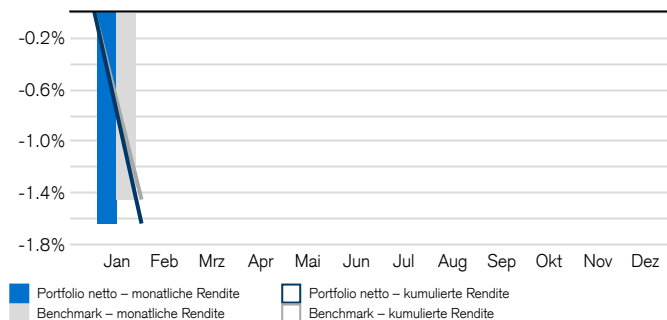 -0.2%
-0.6%
-1.0%
-1.4%
-1.8%
Jan Feb Mrz Apr Mai Jun Jul Aug Sep Okt Nov Dez
Portfolio netto – monatliche Rendite Portfolio netto – kumulierte Rendite
Benchmark – monatliche Rendite Benchmark – kumulierte Rendite